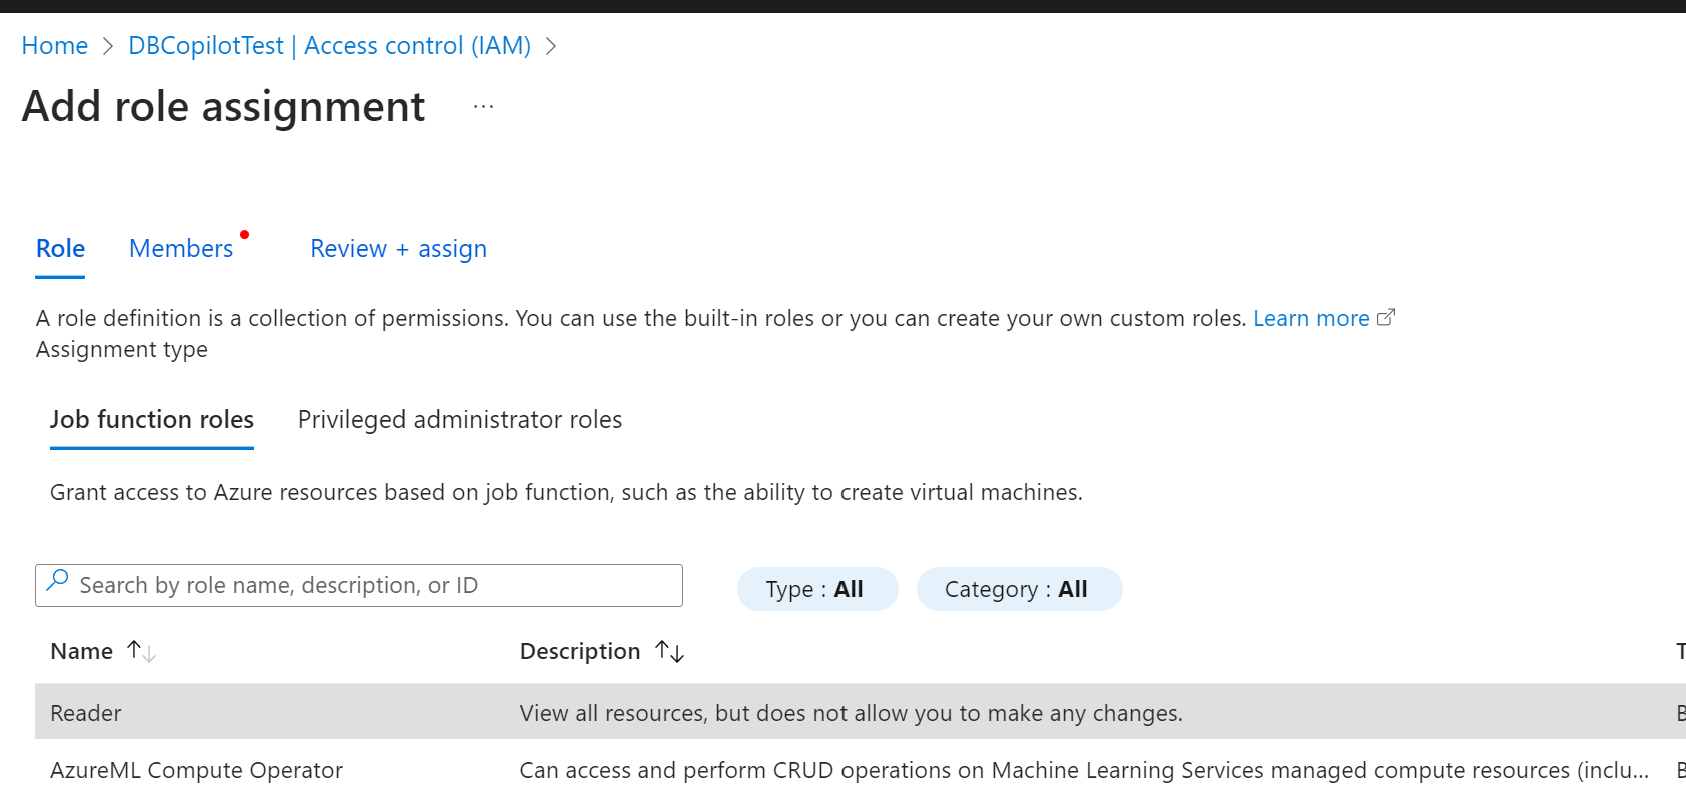 Home > DBCopilotTest | Access control (IAM) >
Add role assignment ...
Role Members Review + assign
A role definition is a collection of permissions. You can use the built-in roles or you can create your own custom roles. Learn more
Assignment type
Job function roles Privileged administrator roles
Grant access to Azure resources based on job function, such as the ability to create virtual machines.
Search by role name, description, or ID Type : All Category : All
Name ↑↓ Description ↑↓
Reader View all resources, but does not allow you to make any changes.
AzureML Compute Operator Can access and perform CRUD operations on Machine Learning Services managed compute resources (inclu...